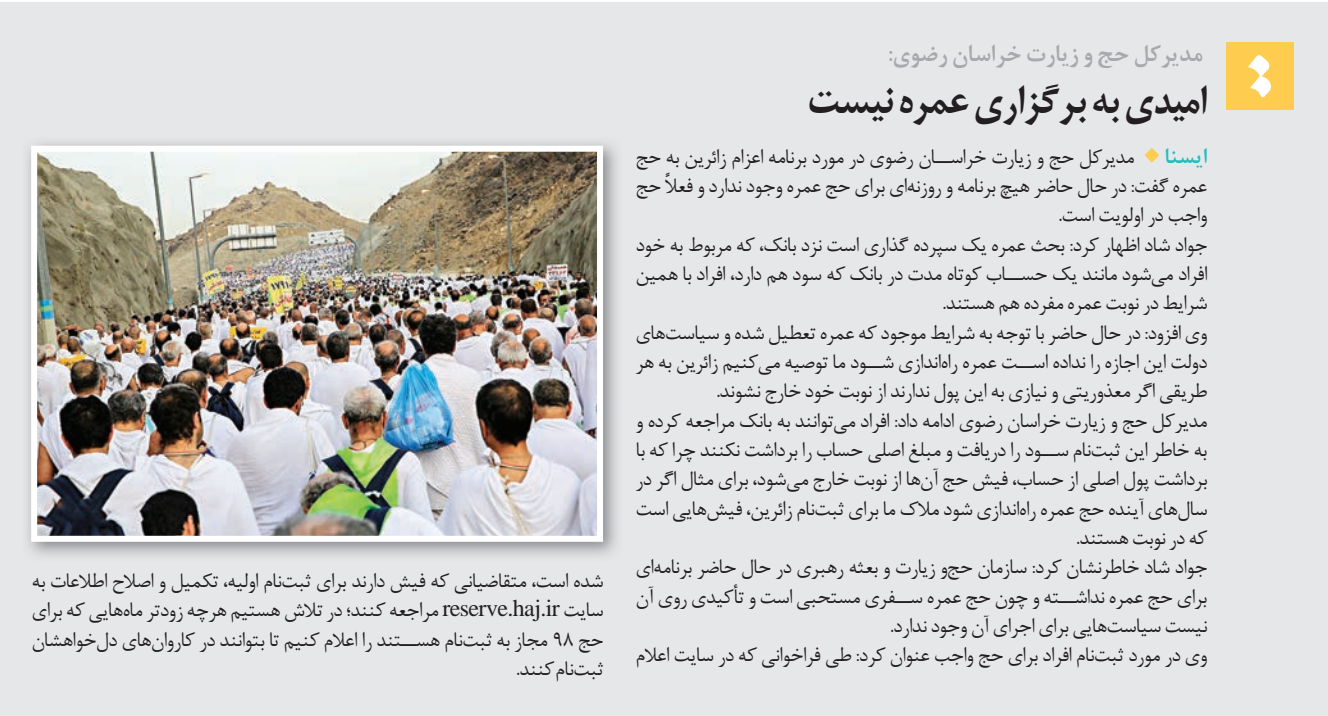 مدیرکل حج و زیارت خراسان رضوی:
امیدی به برگزاری عمره نیست
ایسنا ◆ مدیرکل حج و زیارت خراسان رضوی در مورد برنامه اعزام زائرین به حج
عمره گفت: در حال حاضر هیچ برنامه و روزنه‌ای برای حج عمره وجود ندارد و فعلاً حج
واجب در اولویت است.
جواد شاد اظهار کرد: بحث عمره یک سپرده گذاری است نزد بانک، که مربوط به خود
افراد می‌شود مانند یک حساب کوتاه مدت در بانک که سود هم دارد، افراد با همین
شرایط در نوبت عمره مفرده هم هستند.
وی افزود: در حال حاضر با توجه به شرایط موجود که عمره تعطیل شده و سیاست‌های
دولت این اجازه را نداده است عمره راه‌اندازی شود ما توصیه می‌کنیم زائرین به هر
طریقی اگر معذوریتی و نیازی به این پول ندارند از نوبت خود خارج نشوند.
مدیرکل حج و زیارت خراسان رضوی ادامه داد: افراد می‌توانند به بانک مراجعه کرده و
به خاطر این ثبت‌نام سود را دریافت و مبلغ اصلی حساب را برداشت نکنند چرا که با
برداشت پول اصلی از حساب، فیش حج آن‌ها از نوبت خارج می‌شود، برای مثال اگر در
سال‌های آینده حج عمره راه‌اندازی شود ملاک ما برای ثبت‌نام زائرین، فیش‌هایی است
که در نوبت هستند.
جواد شاد خاطرنشان کرد: سازمان حج‌و زیارت و بعثه رهبری در حال حاضر برنامه‌ای
برای حج عمره نداشته و چون حج عمره سفری مستحبی است و تأکیدی روی آن
نیست سیاست‌هایی برای اجرای آن وجود ندارد.
وی در مورد ثبت‌نام افراد برای حج واجب عنوان کرد: طی فراخوانی که در سایت اعلام
شده است، متقاضیانی که فیش دارند برای ثبت‌نام اولیه، تکمیل و اصلاح اطلاعات به
سایت reserve.haj.ir مراجعه کنند؛ در تلاش هستیم هرچه زودتر ماه‌هایی که برای
حج ۹۸ مجاز به ثبت‌نام هستند را اعلام کنیم تا بتوانند در کاروان‌های دل‌خواهشان
ثبت‌نام کنند.